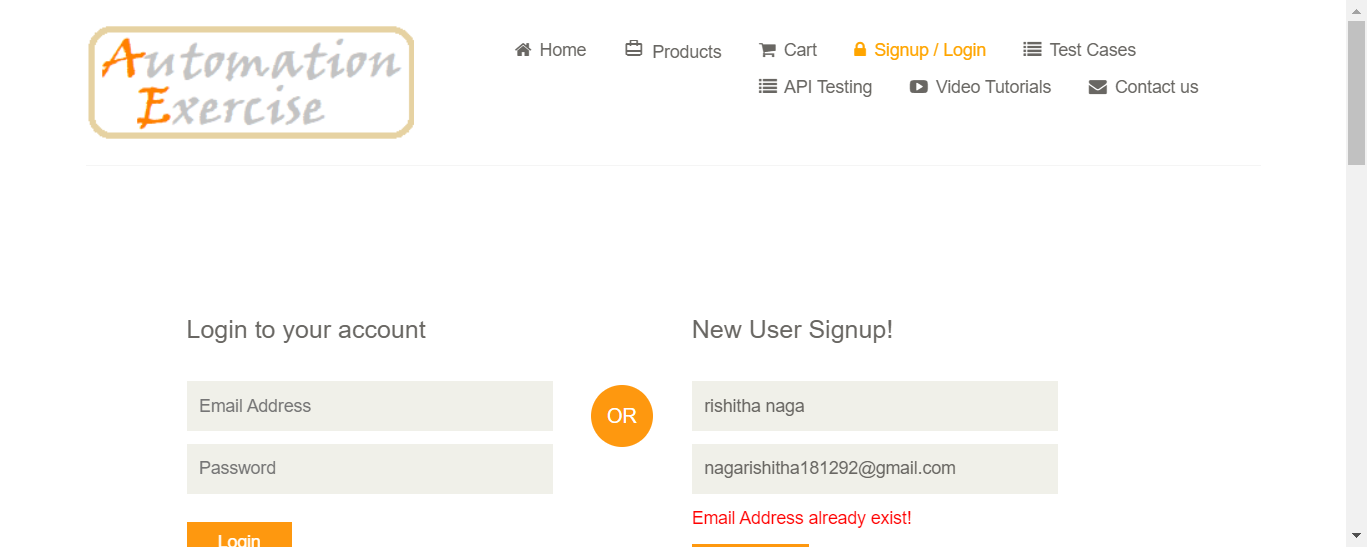 Automation
Exercise
Home Products Cart Signup / Login Test Cases
API Testing Video Tutorials Contact us
Login to your account
Email Address
Password
Login
OR
New User Signup!
rishitha naga
nagarishitha181292@gmail.com
Email Address already exist!